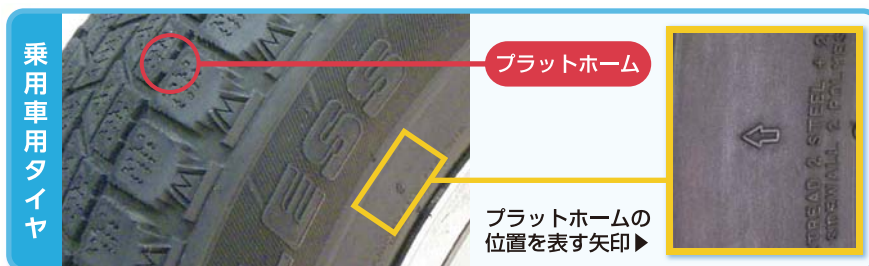 乗用車用タイヤ
プラットホーム
プラットホームの
位置を表す矢印▶
ESS
TREAD 2 STEEL + 2
SIDEWALL 2 POLYES